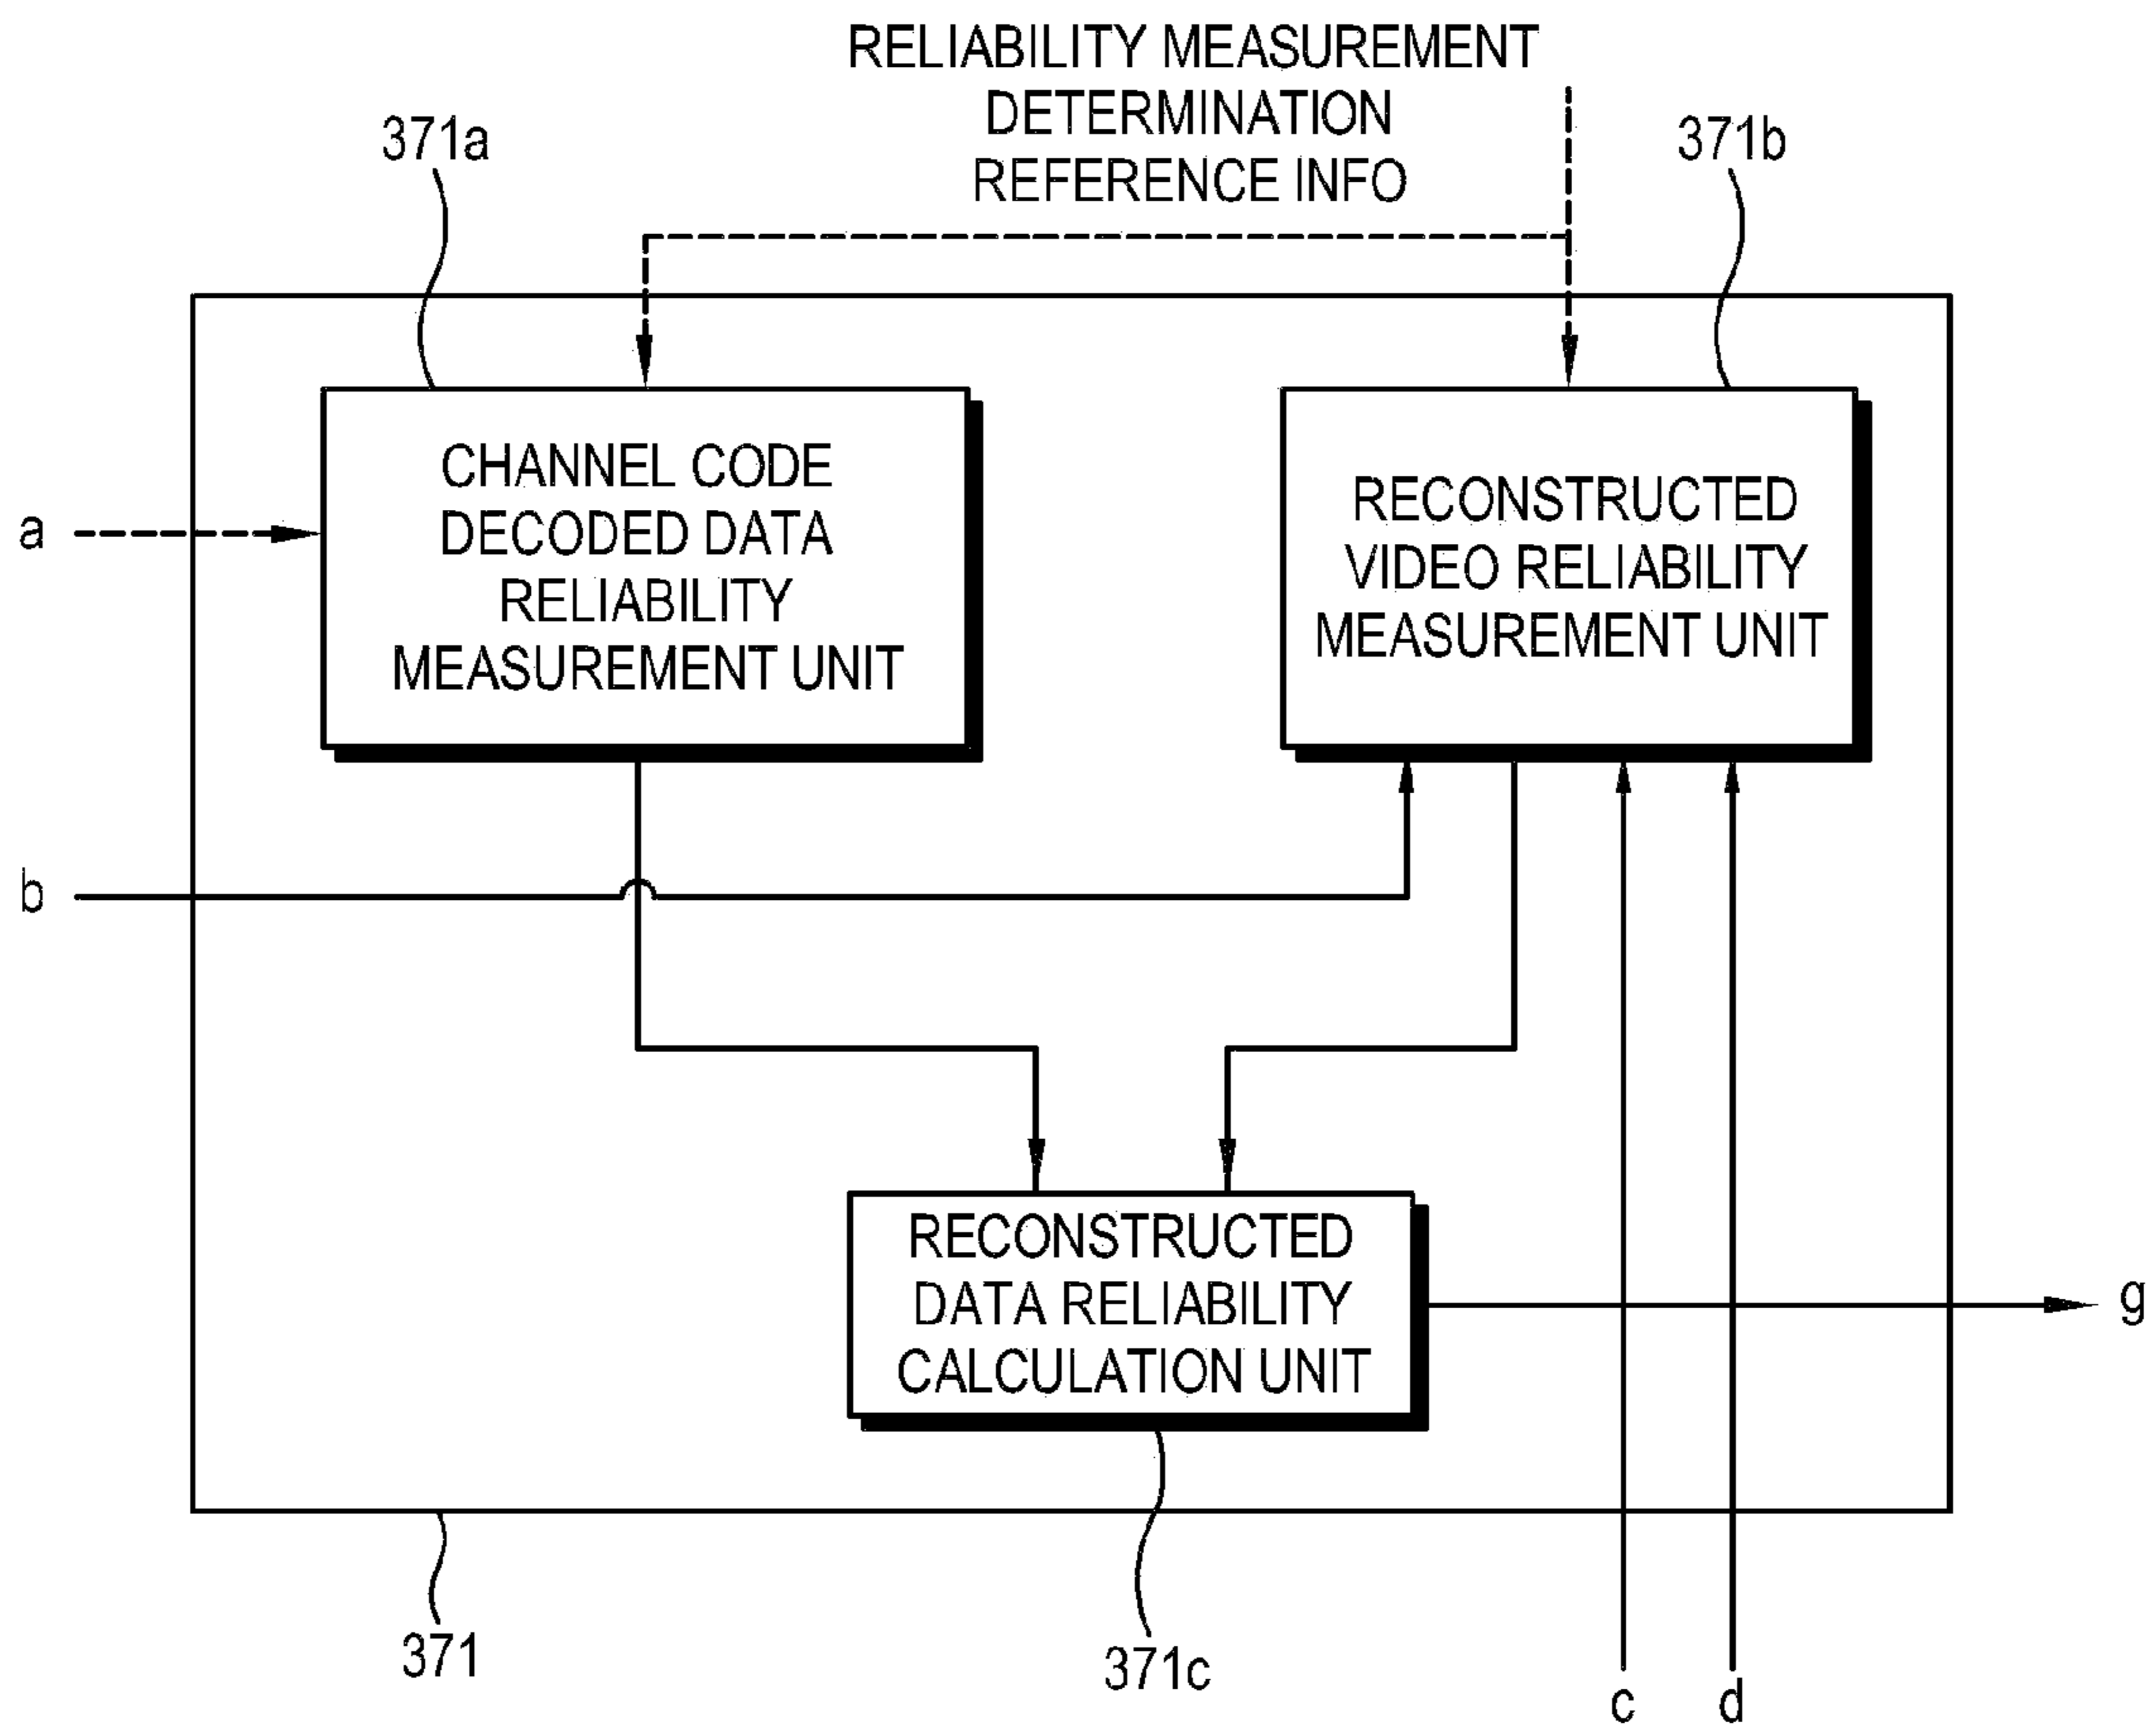 RELIABILITY MEASUREMENT
DETERMINATION
REFERENCE INFO
371a
371b
CHANNEL CODE
DECODED DATA
RELIABILITY
MEASUREMENT UNIT
RECONSTRUCTED
VIDEO RELIABILITY
MEASUREMENT UNIT
a
b
RECONSTRUCTED
DATA RELIABILITY
CALCULATION UNIT
g
371
371c
c
d